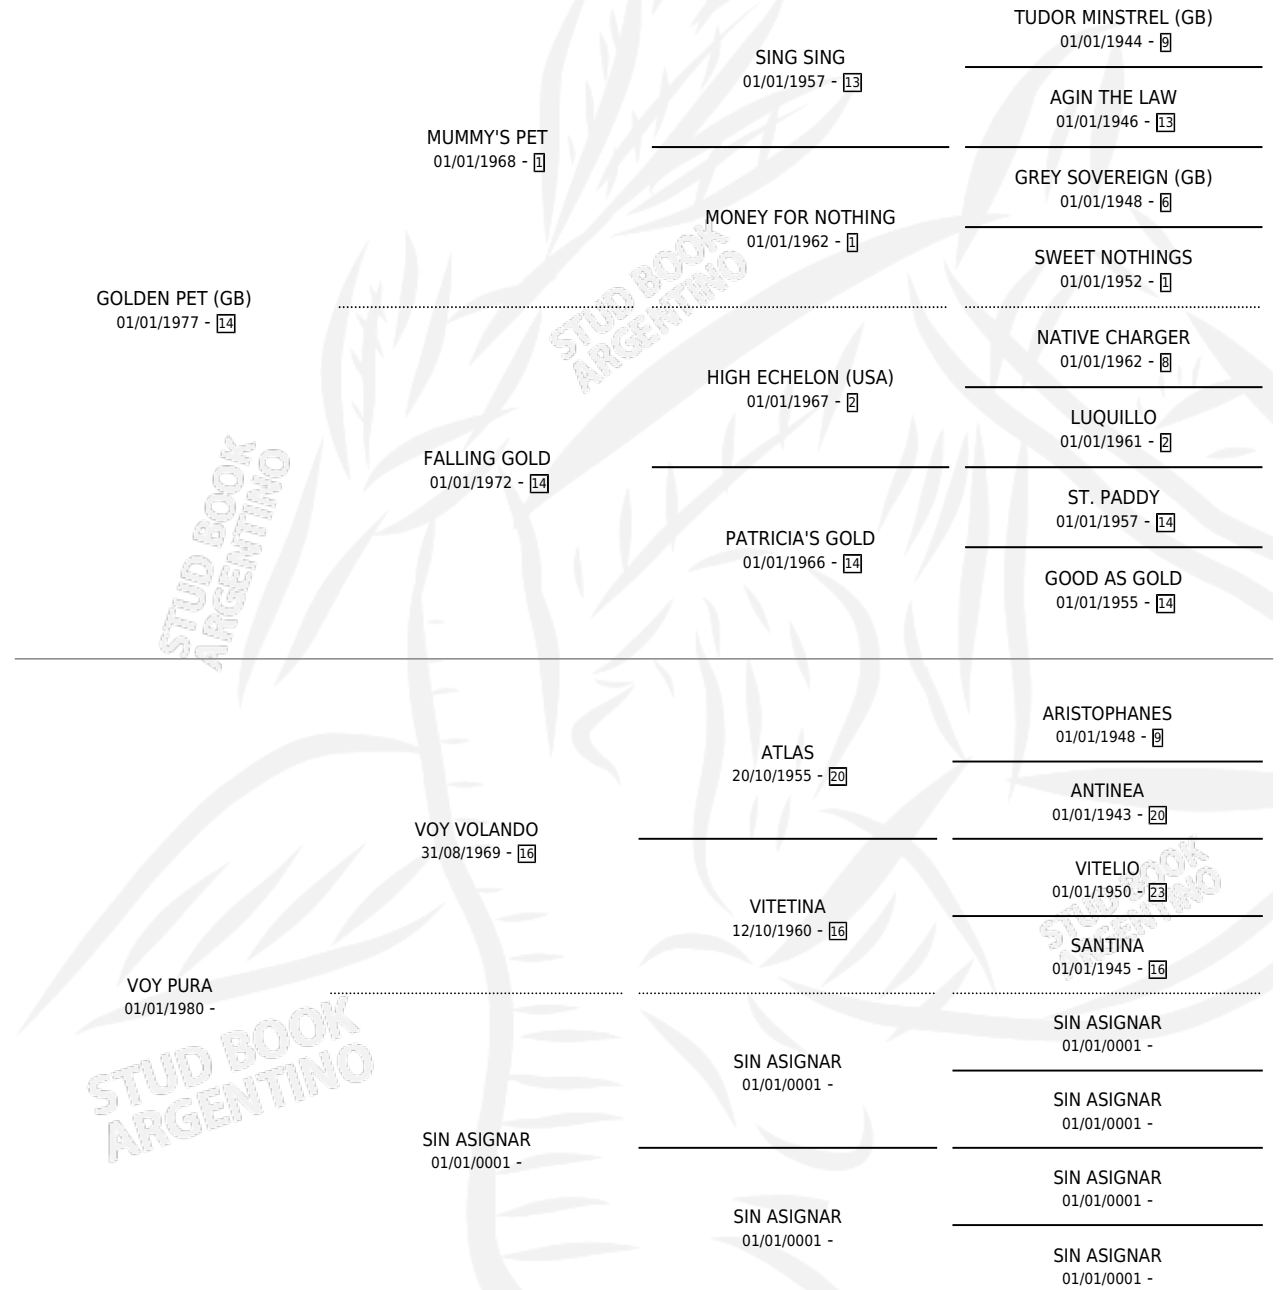 TUDOR MINSTREL (GB)
01/01/1944 - 9
SING SING
01/01/1957 - 13
AGIN THE LAW
01/01/1946 - 13
MUMMY'S PET
01/01/1968 - 1
GREY SOVEREIGN (GB)
01/01/1948 - 6
MONEY FOR NOTHING
01/01/1962 - 1
SWEET NOTHINGS
01/01/1952 - 1
GOLDEN PET (GB)
01/01/1977 - 14
STUD BOOK
ARGENTINO
NATIVE CHARGER
01/01/1962 - 8
HIGH ECHELON (USA)
01/01/1967 - 2
LUQUILLO
01/01/1961 - 2
FALLING GOLD
01/01/1972 - 14
ST. PADDY
01/01/1957 - 14
PATRICIA'S GOLD
01/01/1966 - 14
GOOD AS GOLD
01/01/1955 - 14
STUD BOOK
ARGENTINO
ARISTOPHANES
01/01/1948 - 9
ATLAS
20/10/1955 - 20
ANTINEA
01/01/1943 - 20
VOY VOLANDO
31/08/1969 - 16
VITELIO
01/01/1950 - 23
VITETINA
12/10/1960 - 16
SANTINA
01/01/1945 - 16
STUD BOOK
ARGENTINO
VOY PURA
01/01/1980 -
SIN ASIGNAR
01/01/0001 -
SIN ASIGNAR
01/01/0001 -
SIN ASIGNAR
01/01/0001 -
STUD BOOK
ARGENTINO
SIN ASIGNAR
01/01/0001 -
SIN ASIGNAR
01/01/0001 -
SIN ASIGNAR
01/01/0001 -
SIN ASIGNAR
01/01/0001 -